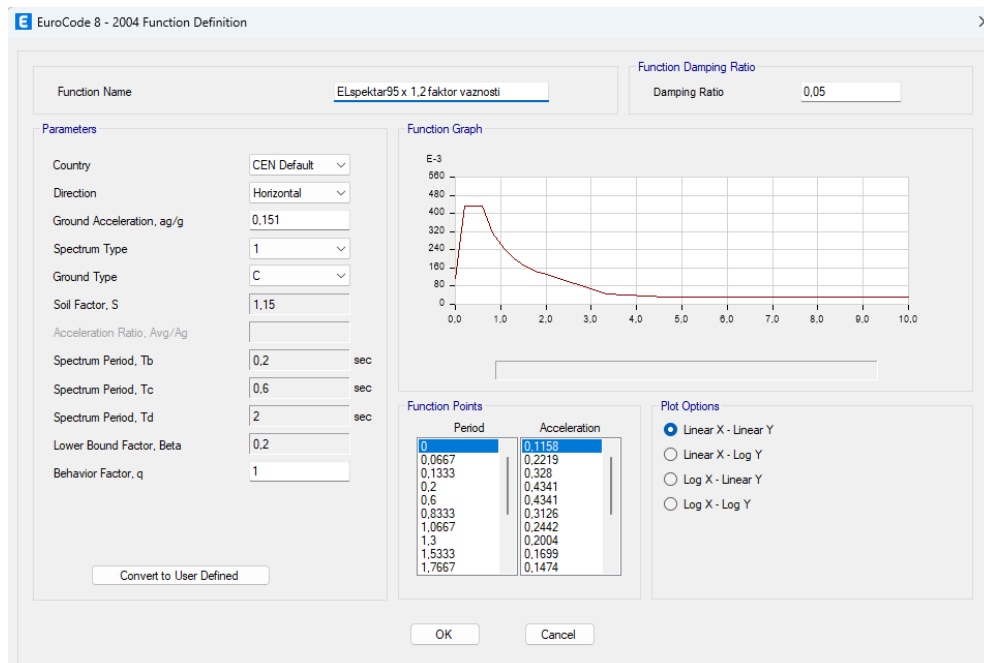 E EuroCode 8 - 2004 Function Definition
Function Name
ELspektar95 x 1,2 faktor vaznosti
Function Damping Ratio
Damping Ratio 0,05
Parameters
Country CEN Default
Direction Horizontal
Ground Acceleration, ag/g 0,151
Spectrum Type 1
Ground Type C
Soil Factor, S 1,15
Acceleration Ratio, Avg/Ag
Spectrum Period, Tb 0,2 sec
Spectrum Period, Tc 0,6 sec
Spectrum Period, Td 2 sec
Lower Bound Factor, Beta 0,2
Behavior Factor, q 1
Convert to User Defined
Function Graph
E-3
560
480
400
320
240
160
80
0
0,0 1,0 2,0 3,0 4,0 5,0 6,0 7,0 8,0 9,0 10,0
Function Points
Period Acceleration
0 0,1158
0,0667 0,2219
0,1333 0,328
0,2 0,4341
0,6 0,4341
0,8333 0,3126
1,0667 0,2442
1,3 0,2004
1,5333 0,1699
1,7667 0,1474
Plot Options
Linear X - Linear Y
Linear X - Log Y
Log X - Linear Y
Log X - Log Y
OK Cancel